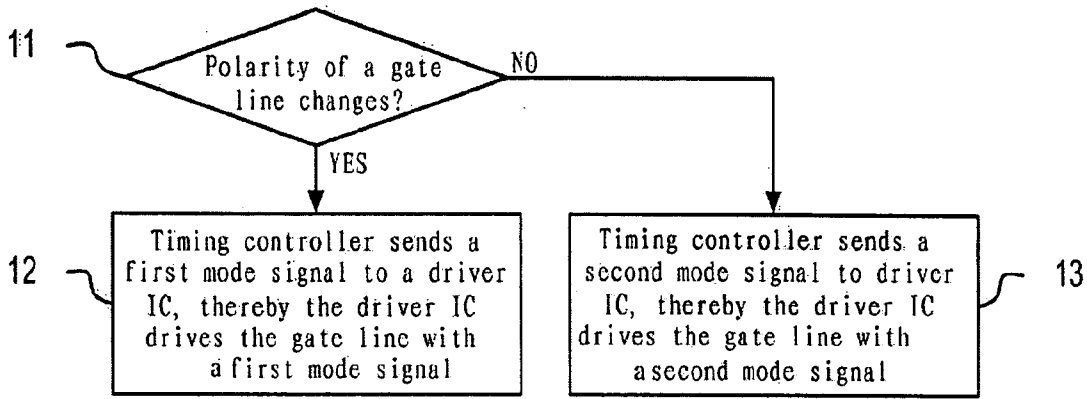 11
Polarity of a gate
line changes?
NO
YES
12
Timing controller sends a
first mode signal to a driver
IC, thereby the driver IC
drives the gate line with
a first mode signal
Timing controller sends a
second mode signal to driver
IC, thereby the driver IC
drives the gate line with
a second mode signal
13